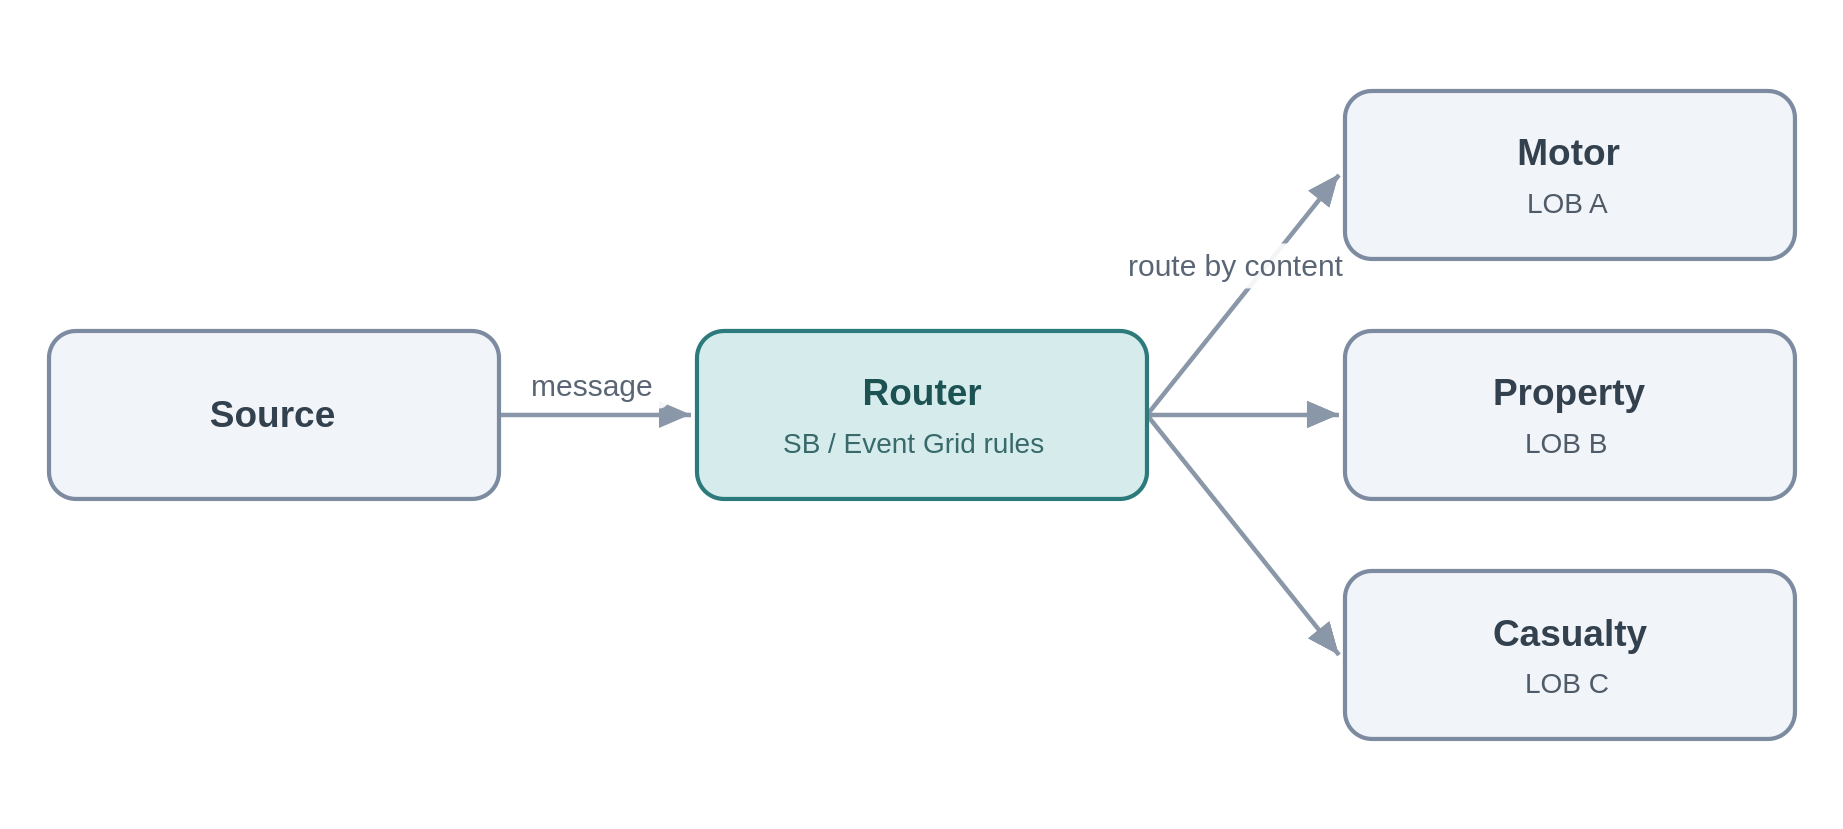 Source
message
Router
SB / Event Grid rules
route by content
Motor
LOB A
Property
LOB B
Casualty
LOB C